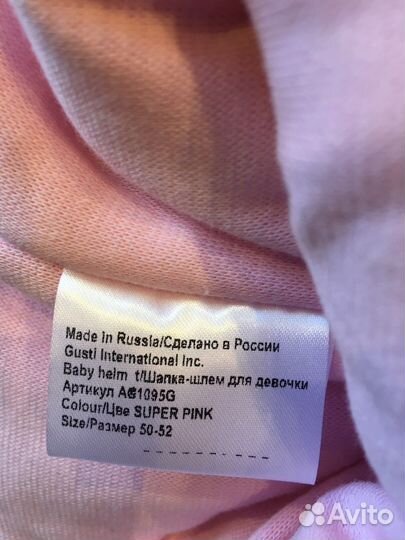 Made in Russia/Сделано в России
Gusti International Inc.
Baby helm t/Шапка-шлем для девочки
Артикул AG1095G
Colour/Цве SUPER PINK
Size/Размер 50-52
Avito